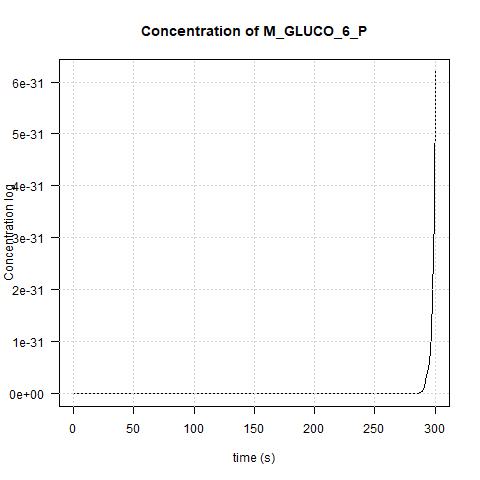 Concentration of M_GLUCO_6_P
Concentration log
6e-31
5e-31
4e-31
3e-31
2e-31
1e-31
0e+00
0 50 100 150 200 250 300
time (s)